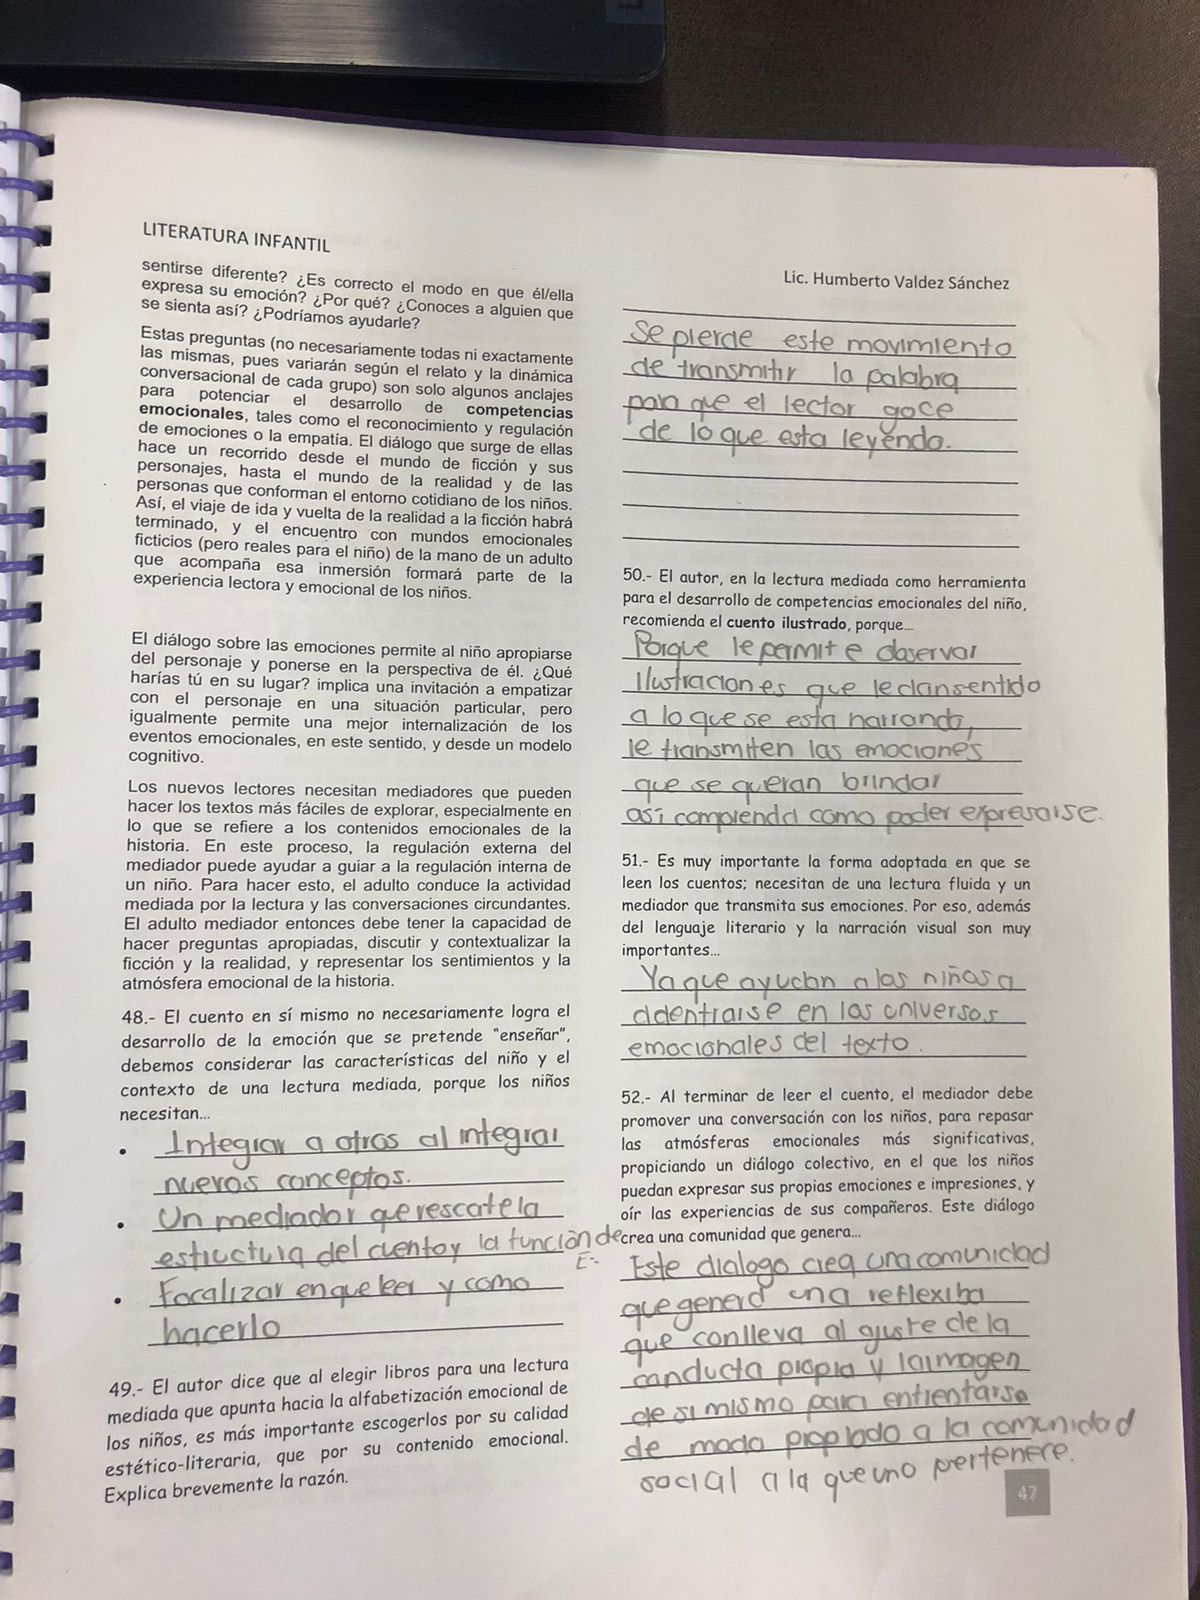 LITERATURA INFANTIL
sentirse diferente? ¿Es correcto el modo en que él/ella
expresa su emoción? ¿Por qué? ¿Conoces a alguien que
se sienta así? ¿Podríamos ayudarle?
Estas preguntas (no necesariamente todas ni exactamente
las mismas, pues variarán según el relato y la dinámica
conversacional de cada grupo) son solo algunos anclajes
para potenciar el desarrollo de competencias
emocionales, tales como el reconocimiento y regulación
de emociones o la empatía. El diálogo que surge de ellas
hace un recorrido desde el mundo de ficción y sus
personajes, hasta el mundo de la realidad y de las
personas que conforman el entorno cotidiano de los niños.
Así, el viaje de ida y vuelta de la realidad a la ficción habrá
terminado, y el encuentro con mundos emocionales
ficticios (pero reales para el niño) de la mano de un adulto
que acompaña esa inmersión formará parte de la
experiencia lectora y emocional de los niños.
El diálogo sobre las emociones permite al niño apropiarse
del personaje y ponerse en la perspectiva de él. ¿Qué
harías tú en su lugar? implica una invitación a empatizar
con el personaje en una situación particular, pero
igualmente permite una mejor internalización de los
eventos emocionales, en este sentido, y desde un modelo
cognitivo.
Los nuevos lectores necesitan mediadores que pueden
hacer los textos más fáciles de explorar, especialmente en
lo que se refiere a los contenidos emocionales de la
historia. En este proceso, la regulación externa del
mediador puede ayudar a guiar a la regulación interna de
un niño. Para hacer esto, el adulto conduce la actividad
mediada por la lectura y las conversaciones circundantes.
El adulto mediador entonces debe tener la capacidad de
hacer preguntas apropiadas, discutir y contextualizar la
ficción y la realidad, y representar los sentimientos y la
atmósfera emocional de la historia.
48.- El cuento en sí mismo no necesariamente logra el
desarrollo de la emoción que se pretende “enseñar”,
debemos considerar las características del niño y el
contexto de una lectura mediada, porque los niños
necesitan...
• Integrar a otros al integrar
nuevos conceptos.
• Un mediador que rescate la
estructura del cuento y la función de
E:
• Focalizar en que leer y como
hacerlo
49.- El autor dice que al elegir libros para una lectura
mediada que apunta hacia la alfabetización emocional de
los niños, es más importante escogerlos por su calidad
estético-literaria, que por su contenido emocional.
Explica brevemente la razón.
Lic. Humberto Valdez Sánchez
Se pierde este movimiento
de transmitir la palabra
para que el lector goce
de lo que esta leyendo.
50.- El autor, en la lectura mediada como herramienta
para el desarrollo de competencias emocionales del niño,
recomienda el cuento ilustrado, porque...
Porque le permite observar
ilustraciones que le dan sentido
a lo que se esta narrando,
le transmiten las emociones
que se queran brindar
asi comprenda como poder expresarse.
51.- Es muy importante la forma adoptada en que se
leen los cuentos; necesitan de una lectura fluida y un
mediador que transmita sus emociones. Por eso, además
del lenguaje literario y la narración visual son muy
importantes...
Ya que ayudan a los niños a
adentrarse en los universos
emocionales del texto.
52.- Al terminar de leer el cuento, el mediador debe
promover una conversación con los niños, para repasar
las atmósferas emocionales más significativas,
propiciando un diálogo colectivo, en el que los niños
puedan expresar sus propias emociones e impresiones, y
oír las experiencias de sus compañeros. Este diálogo
crea una comunidad que genera...
Este dialogo crea una comunidad
que genera una reflexiba
que conlleva al ajuste de la
conducta propia y la imagen
de si mismo para enfrentarse
de modo propiado a la comunidad
social a la que uno pertenere.
47